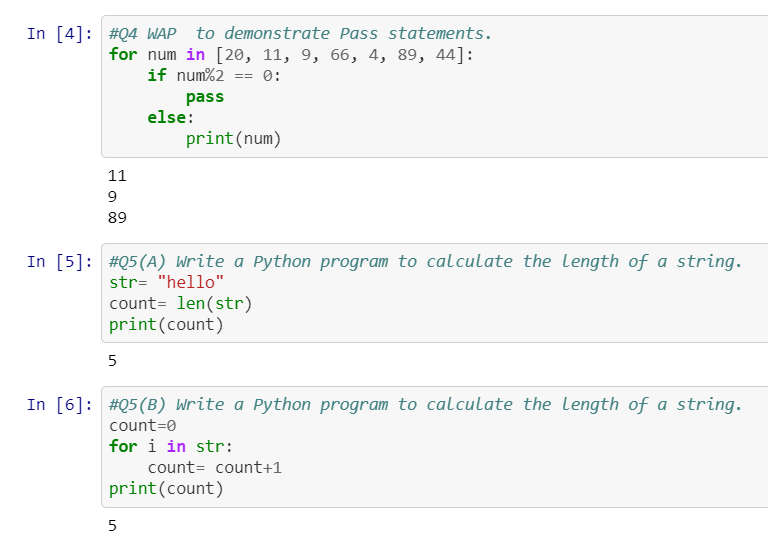 In [4]: #Q4 WAP  to demonstrate Pass statements.
for num in [20, 11, 9, 66, 4, 89, 44]:
    if num%2 == 0:
        pass
    else:
        print(num)
11
9
89
In [5]: #Q5(A) Write a Python program to calculate the length of a string.
str= "hello"
count= len(str)
print(count)
5
In [6]: #Q5(B) Write a Python program to calculate the length of a string.
count=0
for i in str:
    count= count+1
print(count)
5